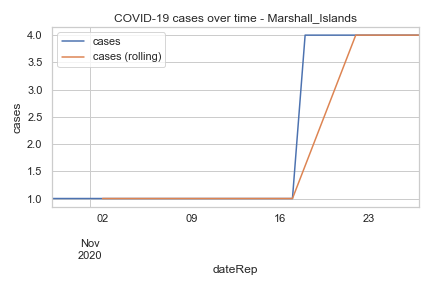 COVID-19 cases over time - Marshall_Islands
cases
cases (rolling)
4.0
3.5
3.0
2.5
2.0
1.5
1.0
cases
02 09 16 23
Nov
2020
dateRep